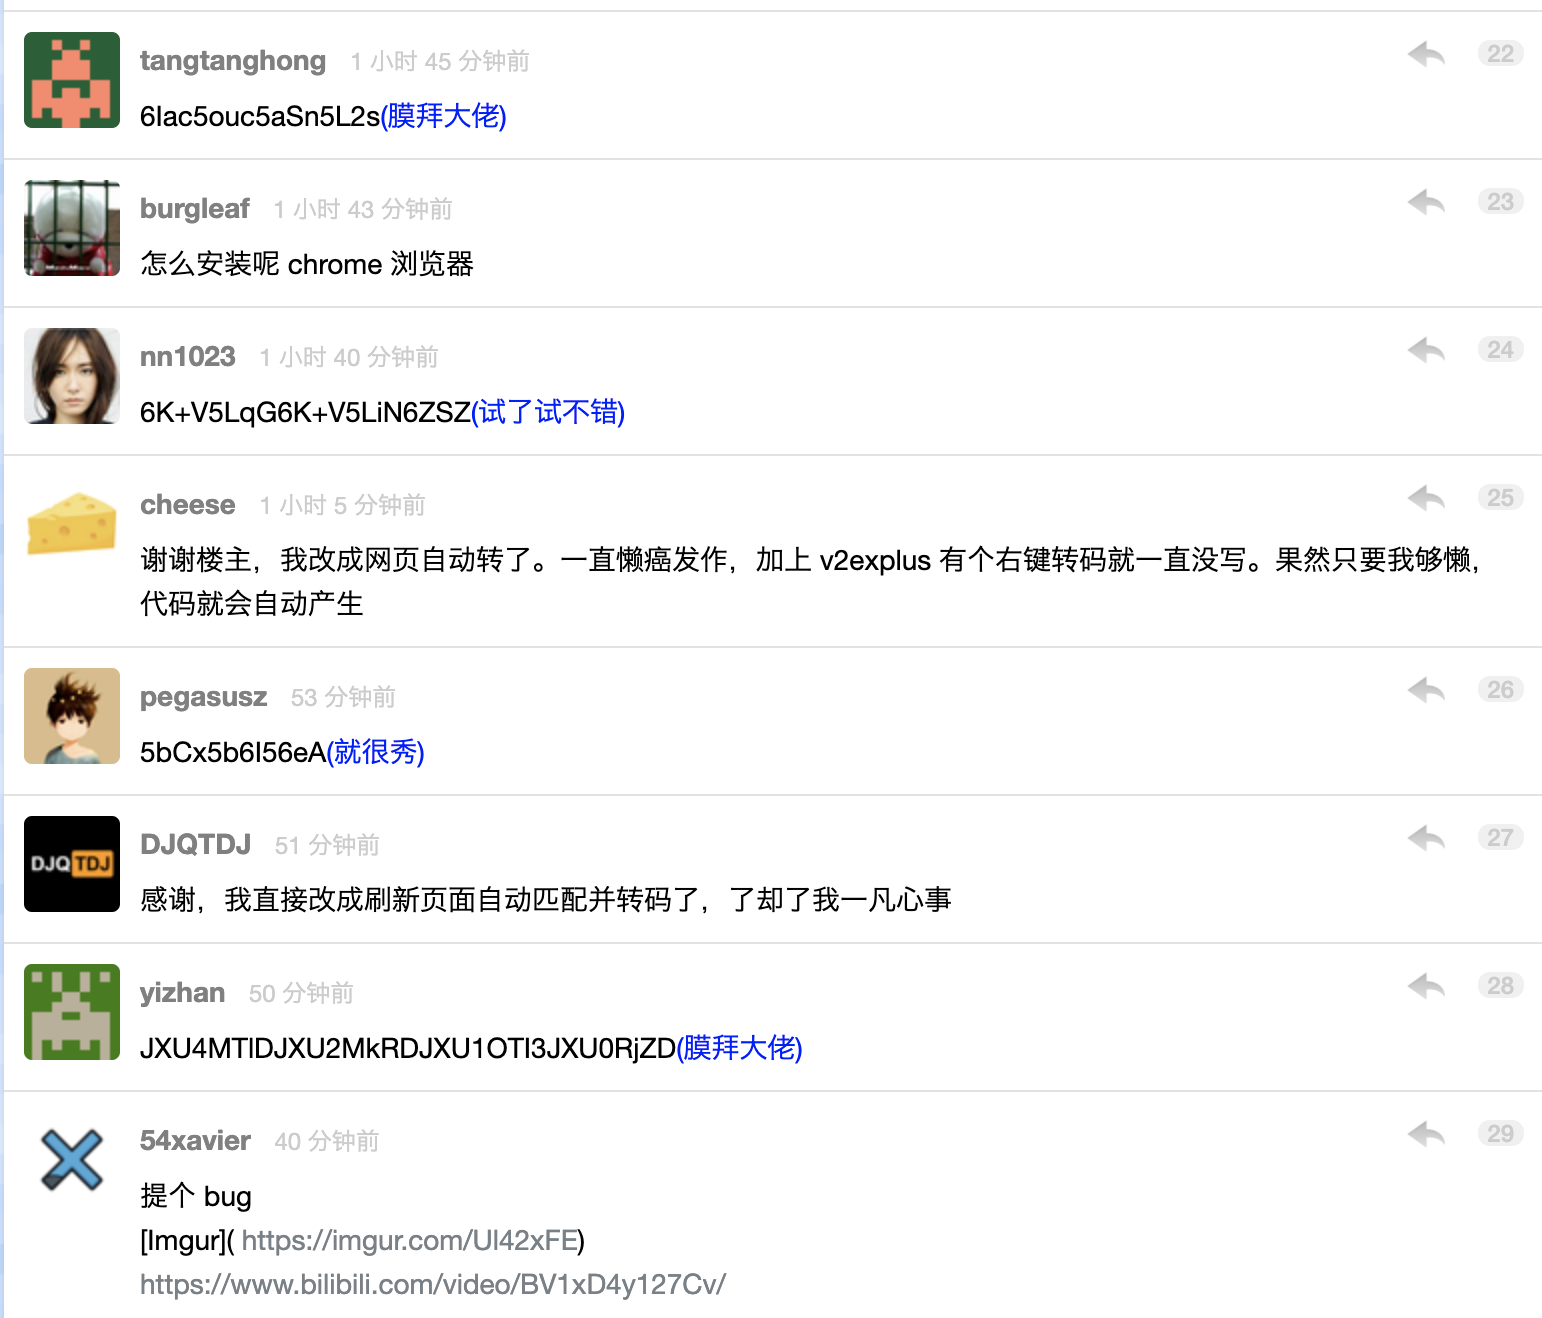 tangtanghong 1 小时 45 分钟前 22
6Iac5ouc5aSn5L2s(膜拜大佬)
burgleaf 1 小时 43 分钟前 23
怎么安装呢 chrome 浏览器
nn1023 1 小时 40 分钟前 24
6K+V5LqG6K+V5LiN6ZSZ(试了试不错)
cheese 1 小时 5 分钟前 25
谢谢楼主，我改成网页自动转了。一直懒癌发作，加上 v2explus 有个右键转码就一直没写。果然只要我够懒，
代码就会自动产生
pegasusz 53 分钟前 26
5bCx5b6I56eA(就很秀)
DJQTDJ
DJQTDJ 51 分钟前 27
感谢，我直接改成刷新页面自动匹配并转码了，了却了我一凡心事
yizhan 50 分钟前 28
JXU4MTlDJXU2MkRDJXU1OTI3JXU0RjZD(膜拜大佬)
54xavier 40 分钟前 29
提个 bug
[Imgur]( https://imgur.com/Ul42xFE)
https://www.bilibili.com/video/BV1xD4y127Cv/